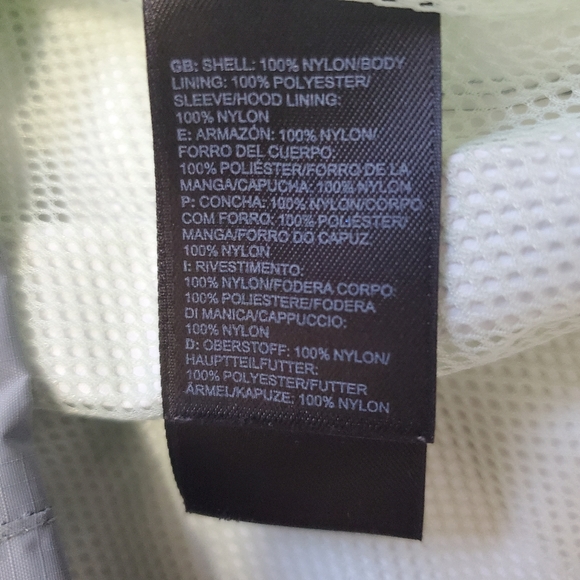 GB: SHELL: 100% NYLON/BODY
LINING: 100% POLYESTER/
SLEEVE/HOOD LINING:
100% NYLON
E: ARMAZÓN: 100% NYLON/
FORRO DEL CUERPO:
100% POLIÉSTER/FORRO DE LA
MANGA/CAPUCHA: 100% NYLON
P: CONCHA: 100% NYLON/CORPO
COM FORRO: 100% POLIESTER/
MANGA/FORRO DO CAPUZ
100% NYLON
I: RIVESTIMENTO:
100% NYLON/FODERA CORPO:
100% POLIESTERE/FODERA
DI MANICA/CAPPUCCIO:
100% NYLON
D: OBERSTOFF: 100% NYLON/
HAUPTTEILFUTTER:
100% POLYESTER/FUTTER
ÄRMEL/KAPUZE: 100% NYLON